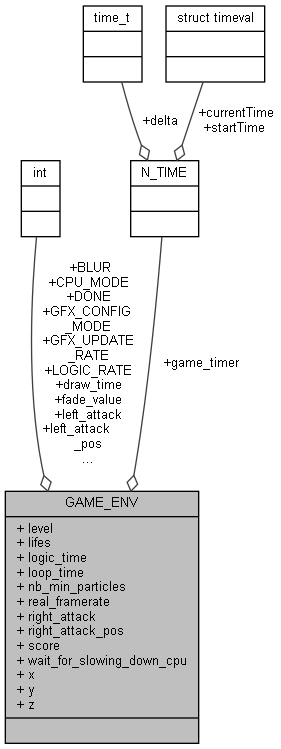 time_t
struct timeval
+delta
+currentTime
+startTime
int
N_TIME
+BLUR
+CPU_MODE
+DONE
+GFX_CONFIG
_MODE
+GFX_UPDATE
_RATE
+LOGIC_RATE
+draw_time
+fade_value
+left_attack
+left_attack
_pos
...
+game_timer
GAME_ENV
+ level
+ lifes
+ logic_time
+ loop_time
+ nb_min_particles
+ real_framerate
+ right_attack
+ right_attack_pos
+ score
+ wait_for_slowing_down_cpu
+ x
+ y
+ z